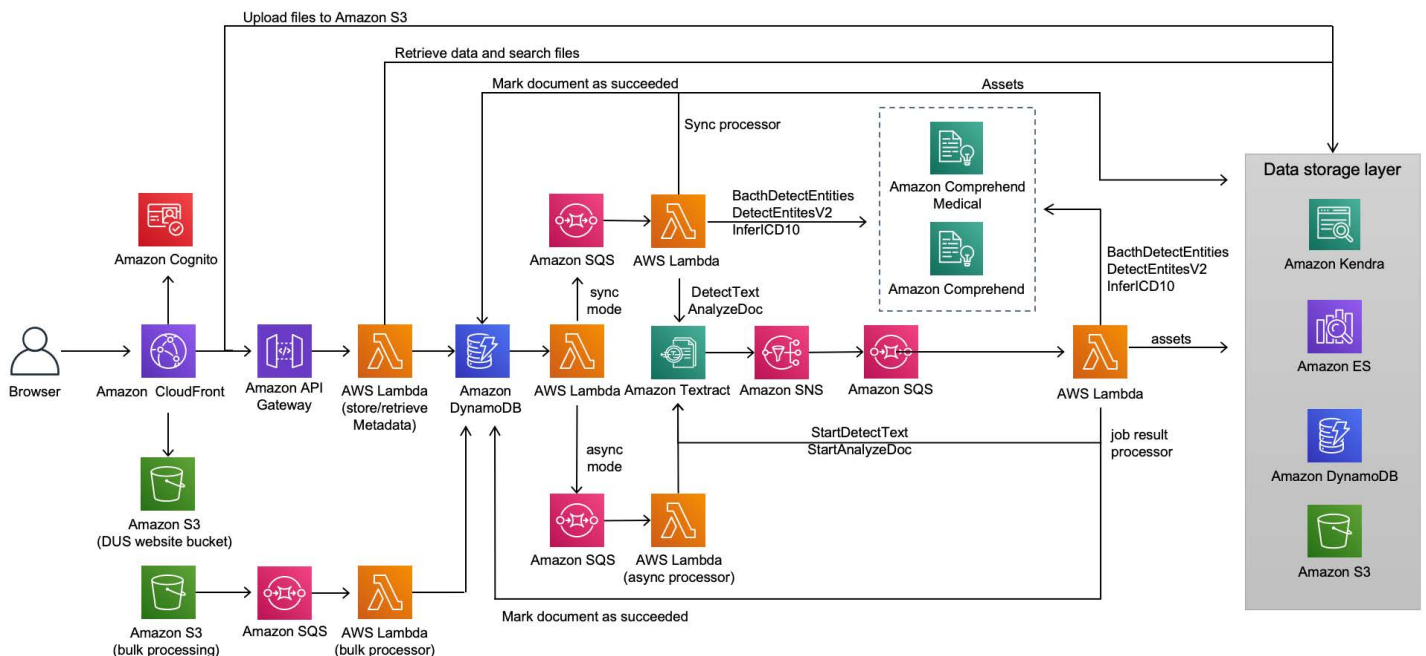 Upload files to Amazon S3
Retrieve data and search files
Mark document as succeeded
Assets
Sync processor
Amazon Comprehend
Medical
Amazon Comprehend
Data storage layer
Amazon Kendra
Amazon ES
Amazon DynamoDB
Amazon S3
Amazon Cognito
Amazon SQS
AWS Lambda
BacthDetectEntities
DetectEntitesV2
InferICD10
BacthDetectEntities
DetectEntitesV2
InferICD10
sync
mode
DetectText
AnalyzeDoc
Browser
Amazon CloudFront
Amazon API
Gateway
AWS Lambda
(store/retrieve
Metadata)
Amazon
DynamoDB
AWS Lambda
Amazon Textract
Amazon SNS
Amazon SQS
AWS Lambda
assets
async
mode
StartDetectText
StartAnalyzeDoc
job result
processor
Amazon S3
(DUS website bucket)
Amazon SQS
AWS Lambda
(async processor)
Mark document as succeeded
Amazon S3
(bulk processing)
Amazon SQS
AWS Lambda
(bulk processor)